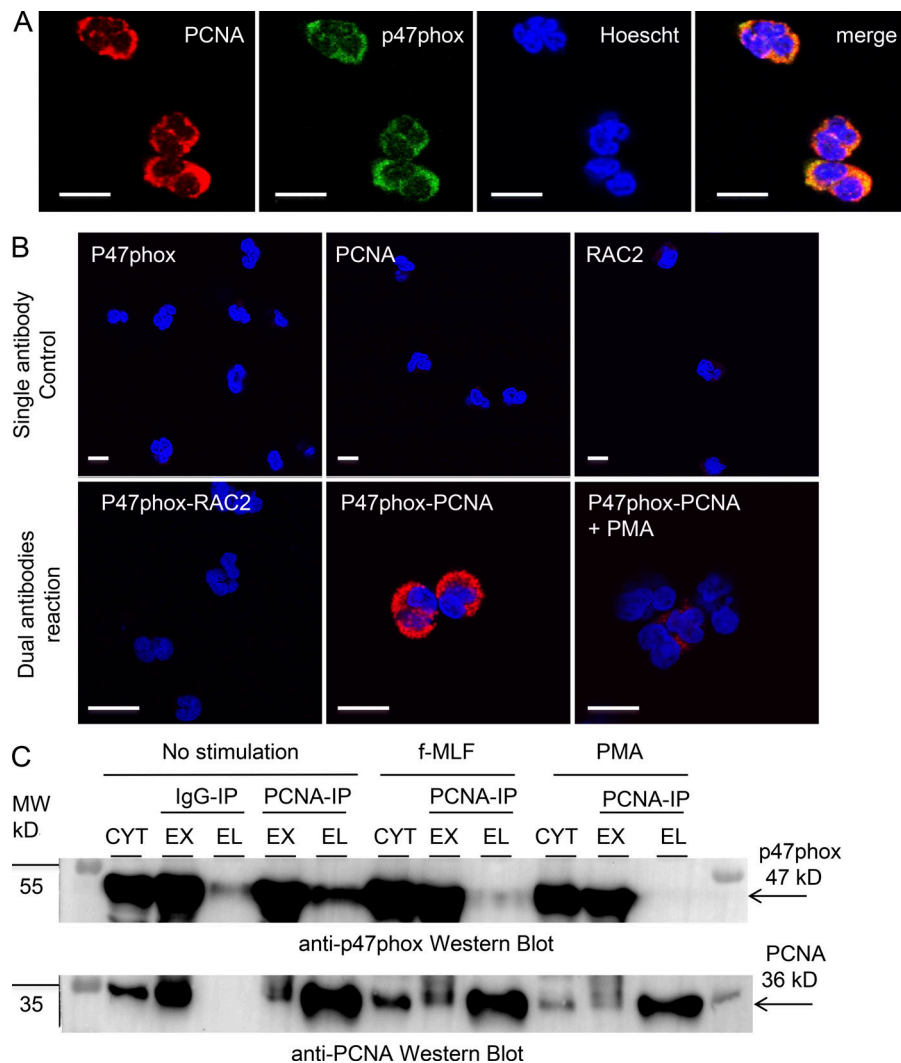 A
PCNA
p47phox
Hoescht
merge
B
Single antibody
Control
P47phox
PCNA
RAC2
Dual antibodies
reaction
P47phox-RAC2
P47phox-PCNA
P47phox-PCNA
+ PMA
C
No stimulation
f-MLF
PMA
MW
kD
IgG-IP
PCNA-IP
PCNA-IP
PCNA-IP
CYT EX EL EX EL CYT EX EL CYT EX EL
p47phox
47 kD
55
anti-p47phox Western Blot
PCNA
36 kD
35
anti-PCNA Western Blot